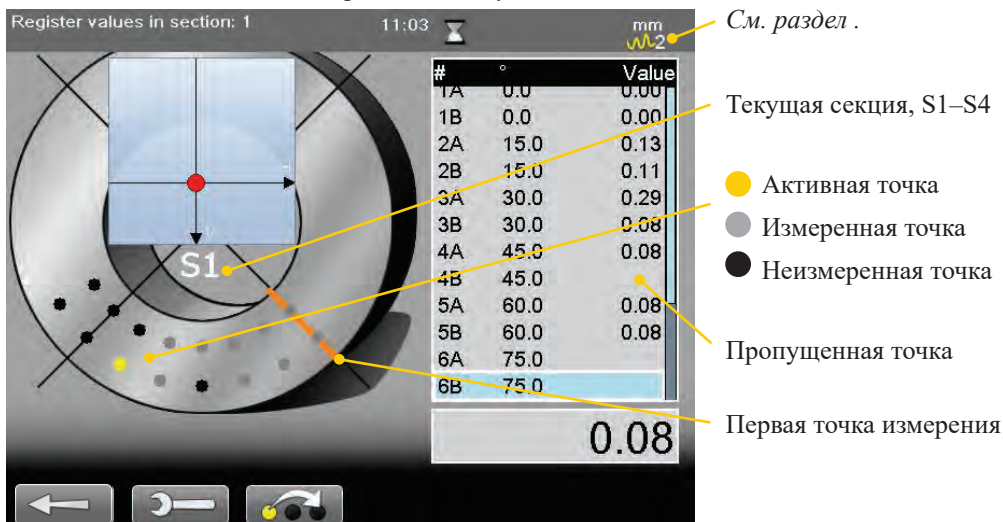 Register values in section: 1
11:03
mm
2
См. раздел .
# ° Value
1A 0.0 0.00
1B 0.0 0.00
2A 15.0 0.13
2B 15.0 0.11
3A 30.0 0.29
3B 30.0 0.08
4A 45.0 0.08
4B 45.0
5A 60.0 0.08
5B 60.0 0.08
6A 75.0
6B 75.0
0.08
S1
Текущая секция, S1–S4
Активная точка
Измеренная точка
Неизмеренная точка
Пропущенная точка
Первая точка измерения